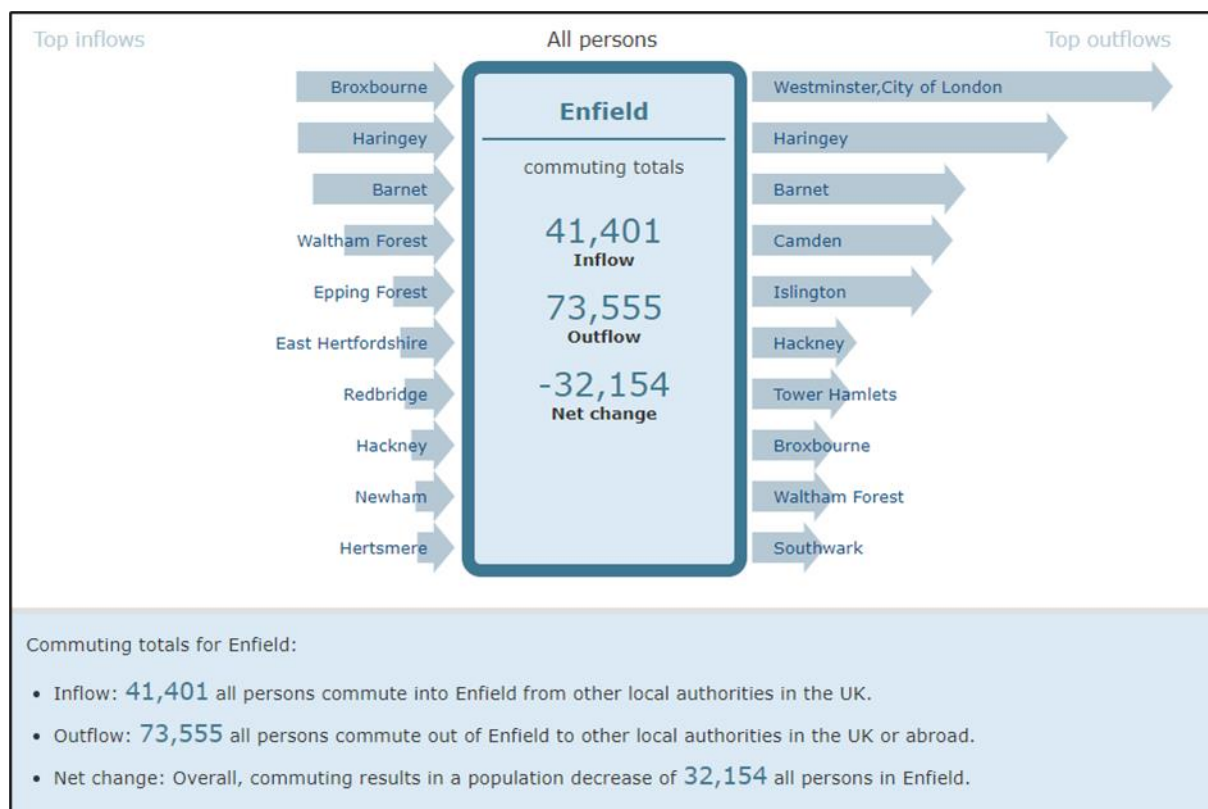 Top inflows
All persons
Top outflows
Broxbourne
Haringey
Barnet
Waltham Forest
Epping Forest
East Hertfordshire
Redbridge
Hackney
Newham
Hertsmere
Enfield
commuting totals
41,401
Inflow
73,555
Outflow
-32,154
Net change
Westminster,City of London
Haringey
Barnet
Camden
Islington
Hackney
Tower Hamlets
Broxbourne
Waltham Forest
Southwark
Commuting totals for Enfield:
• Inflow: 41,401 all persons commute into Enfield from other local authorities in the UK.
• Outflow: 73,555 all persons commute out of Enfield to other local authorities in the UK or abroad.
• Net change: Overall, commuting results in a population decrease of 32,154 all persons in Enfield.